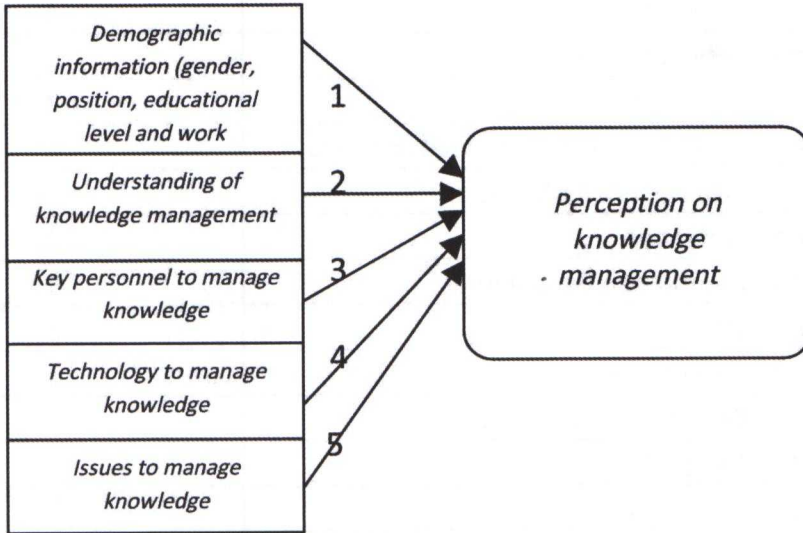 Demographic
information (gender,
position, educational
level and work
Understanding of
knowledge management
Key personnel to manage
knowledge
Technology to manage
knowledge
Issues to manage
knowledge
1
2
3
4
5
Perception on
knowledge
management